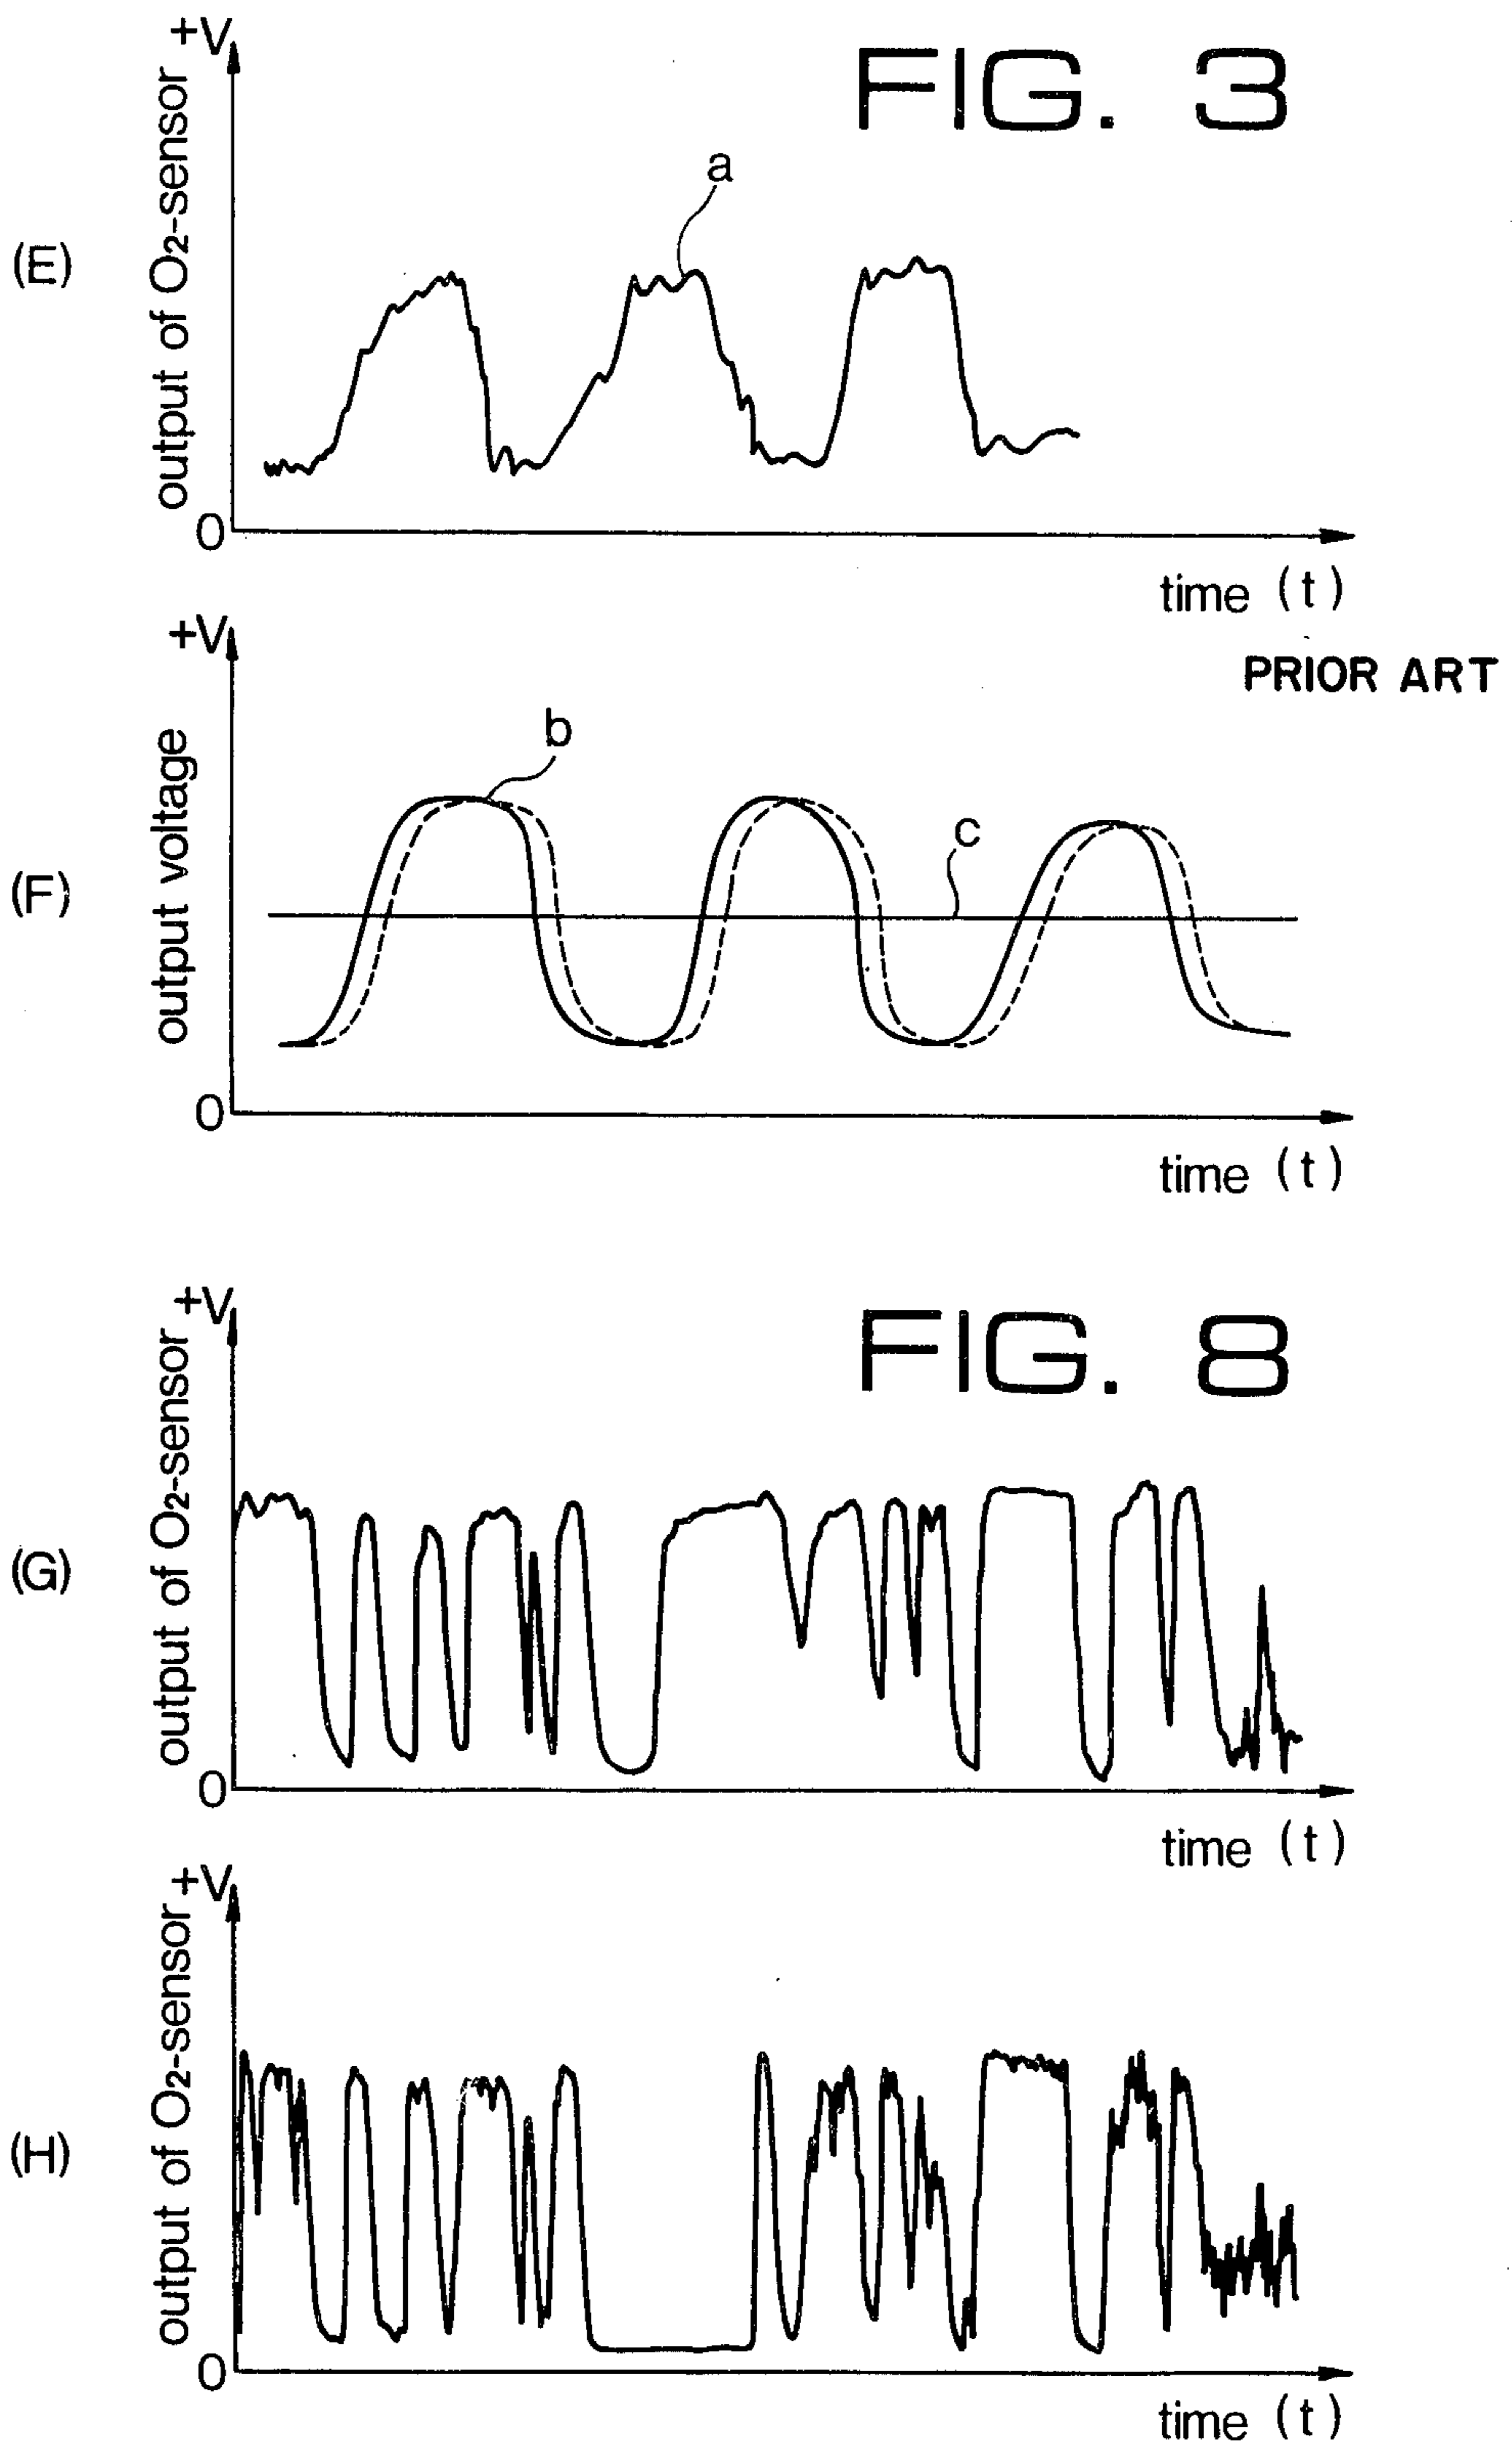 FIG. 3
(E)
+V
output of O2-sensor
a
0
time (t)
PRIOR ART
(F)
+V
output voltage
b
c
0
time (t)
FIG. 8
(G)
+V
output of O2-sensor
0
time (t)
(H)
+V
output of O2-sensor
0
time (t)